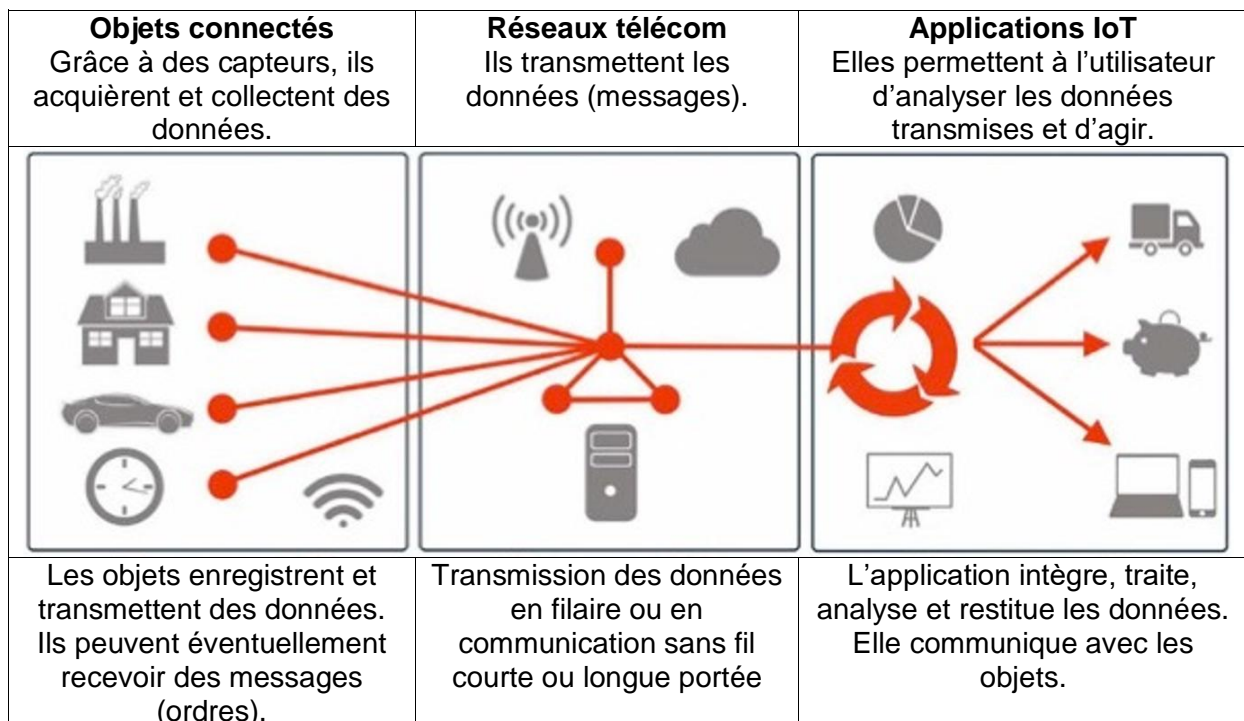 Objets connectés
Grâce à des capteurs, ils
acquièrent et collectent des
données.
Réseaux télécom
Ils transmettent les
données (messages).
Applications IoT
Elles permettent à l’utilisateur
d’analyser les données
transmises et d’agir.
Les objets enregistrent et
transmettent des données.
Ils peuvent éventuellement
recevoir des messages
(ordres).
Transmission des données
en filaire ou en
communication sans fil
courte ou longue portée
L’application intègre, traite,
analyse et restitue les données.
Elle communique avec les
objets.